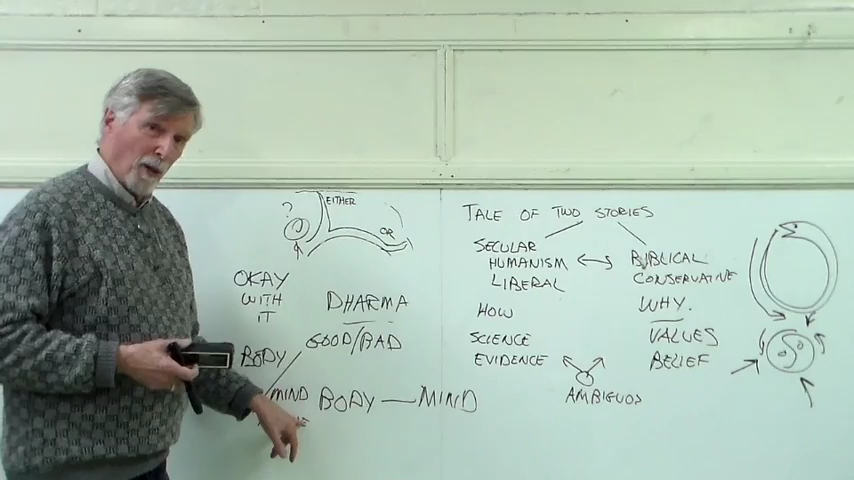 ?
EITHER
OR
OKAY
WITH
IT
DHARMA
BODY
GOOD/BAD
MIND
BODY — MIND
TALE OF TWO STORIES
SECULAR
HUMANISM
LIBERAL
BIBLICAL
CONSERVATIVE
HOW
WHY.
SCIENCE
EVIDENCE
VALUES
BELIEF